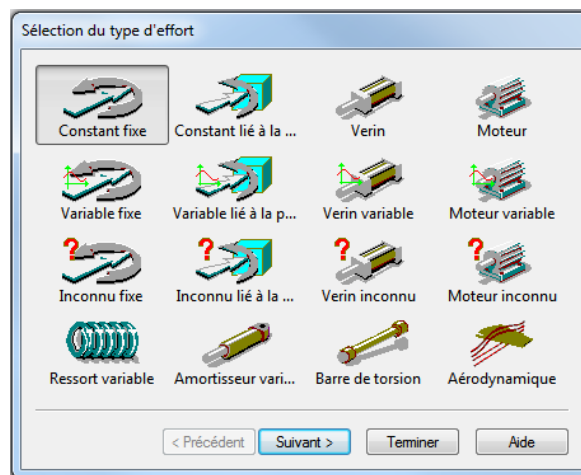 Sélection du type d'effort
Constant fixe Constant lié à la ... Verin Moteur
Variable fixe Variable lié à la p... Verin variable Moteur variable
? ? ? ?
Inconnu fixe Inconnu lié à la ... Verin inconnu Moteur inconnu
Ressort variable Amortisseur vari... Barre de torsion Aérodynamique
< Précédent Suivant > Terminer Aide